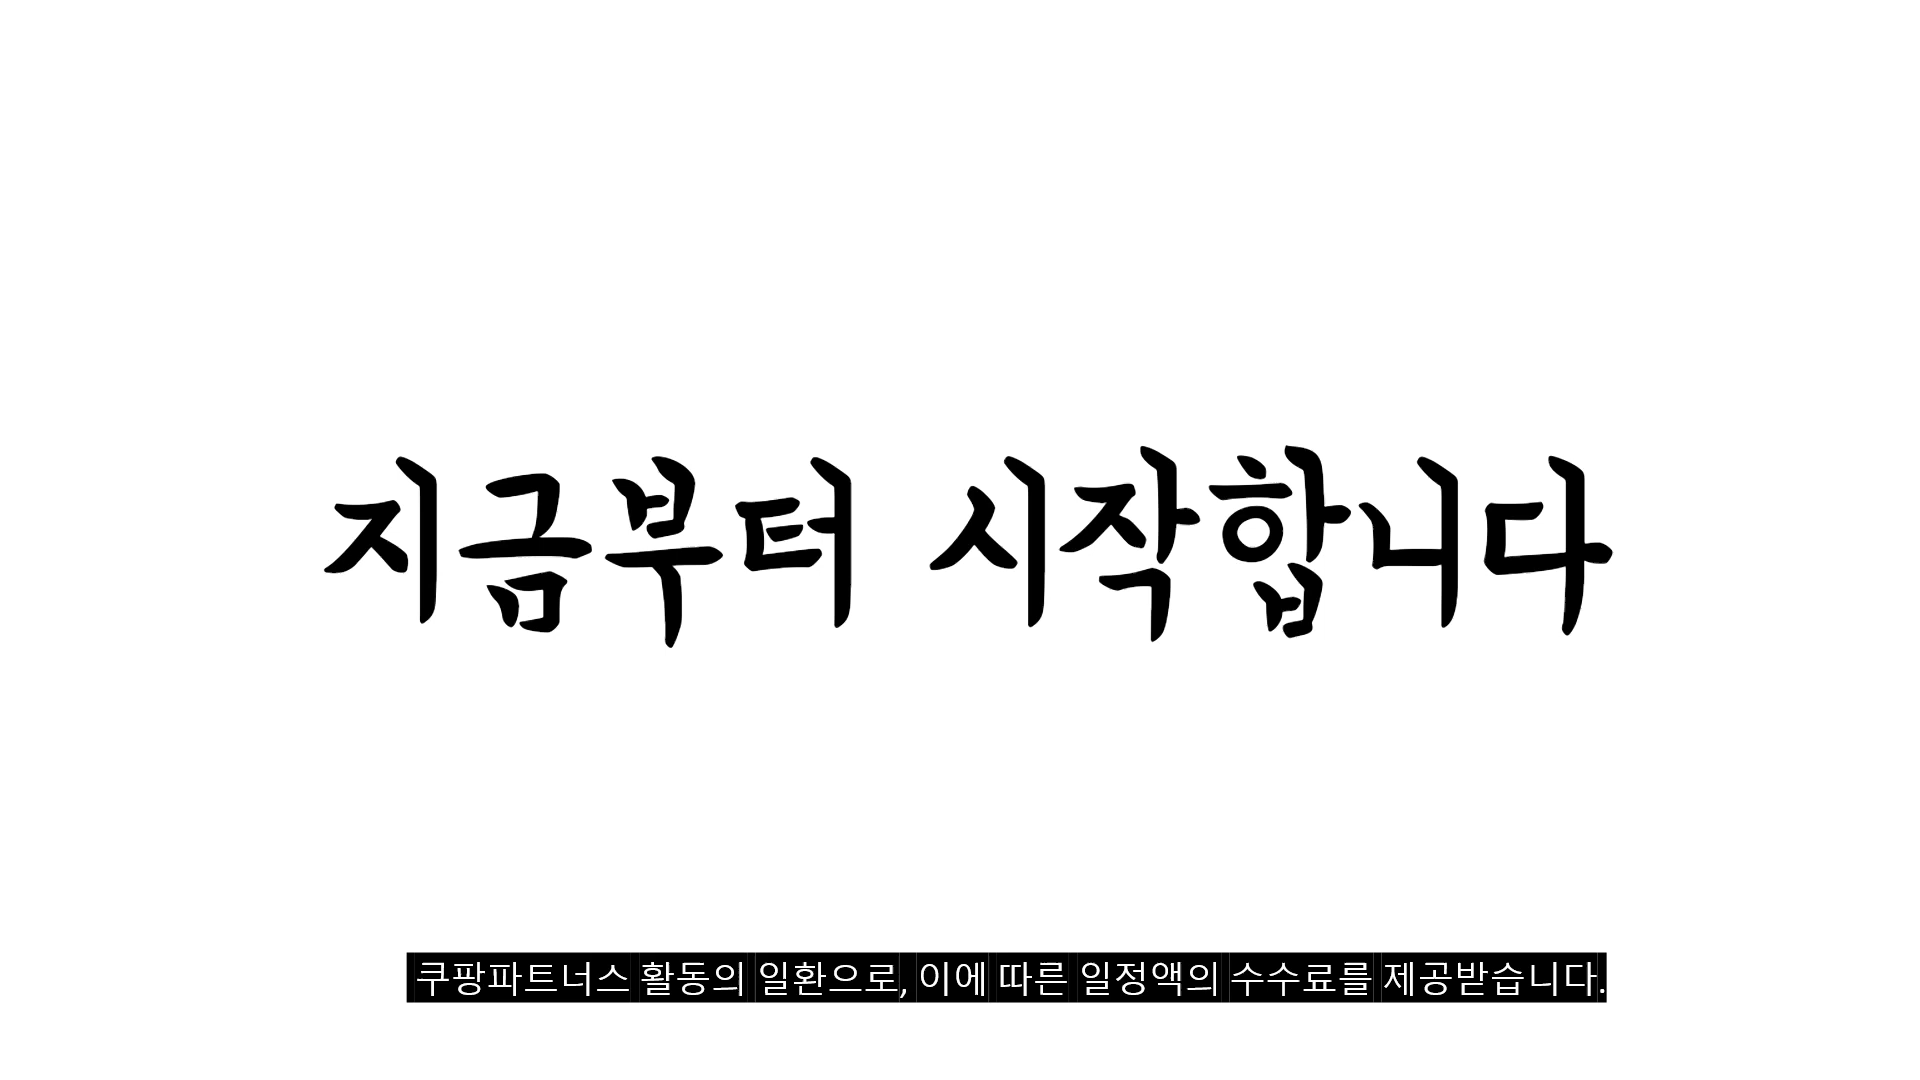 지금부터 시작합니다
쿠팡파트너스 활동의 일환으로, 이에 따른 일정액의 수수료를 제공받습니다.